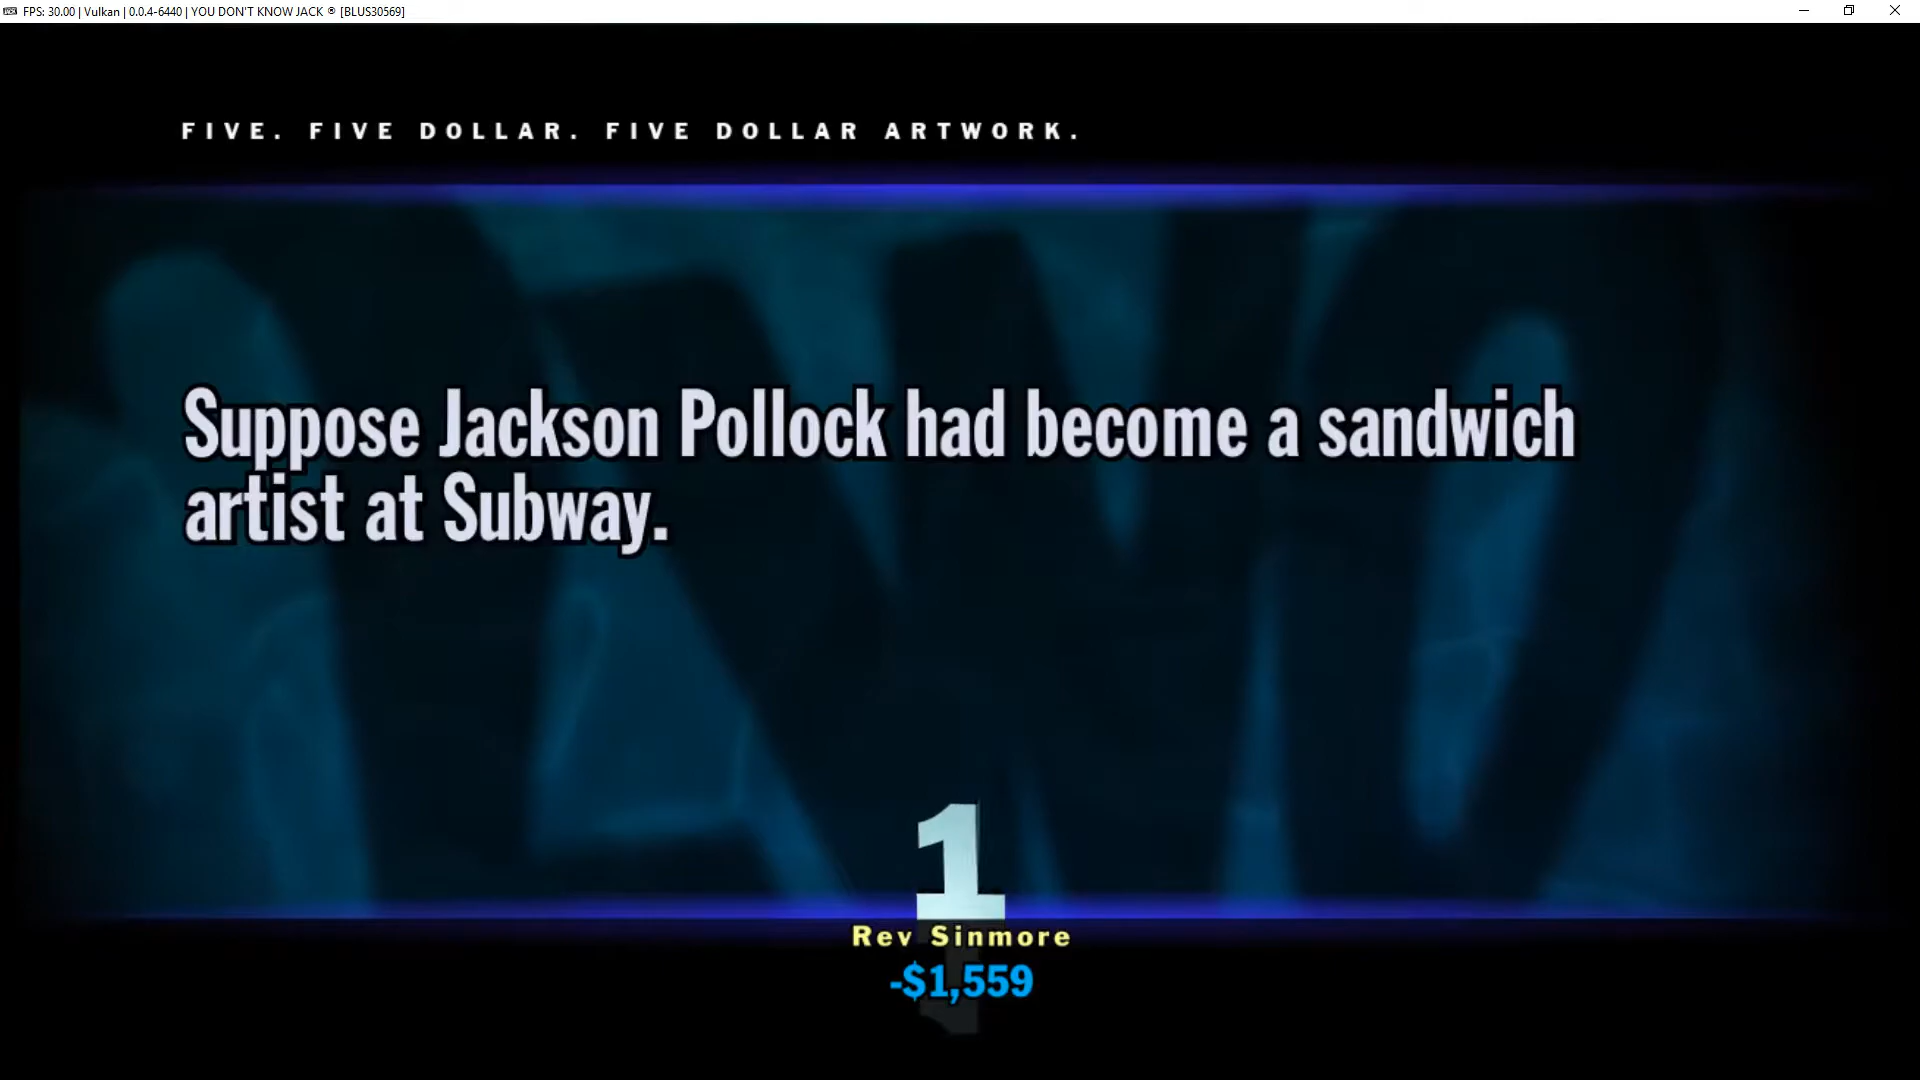 FPS: 30.00 | Vulkan | 0.0.4-6440 | YOU DON'T KNOW JACK ® [BLUS30569]
FIVE. FIVE DOLLAR. FIVE DOLLAR ARTWORK.
Suppose Jackson Pollock had become a sandwich
artist at Subway.
1
Rev Sinmore
-$1,559